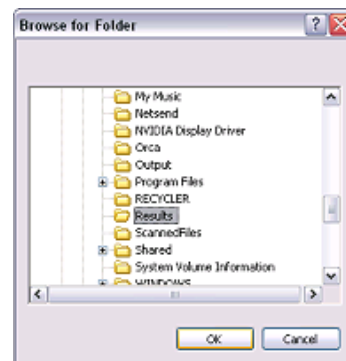 Browse for Folder
My Music
Netsend
NVIDIA Display Driver
Orca
Output
Program Files
RECYCLER
Results
ScannedFiles
Shared
System Volume Information
WINDOWS
OK
Cancel